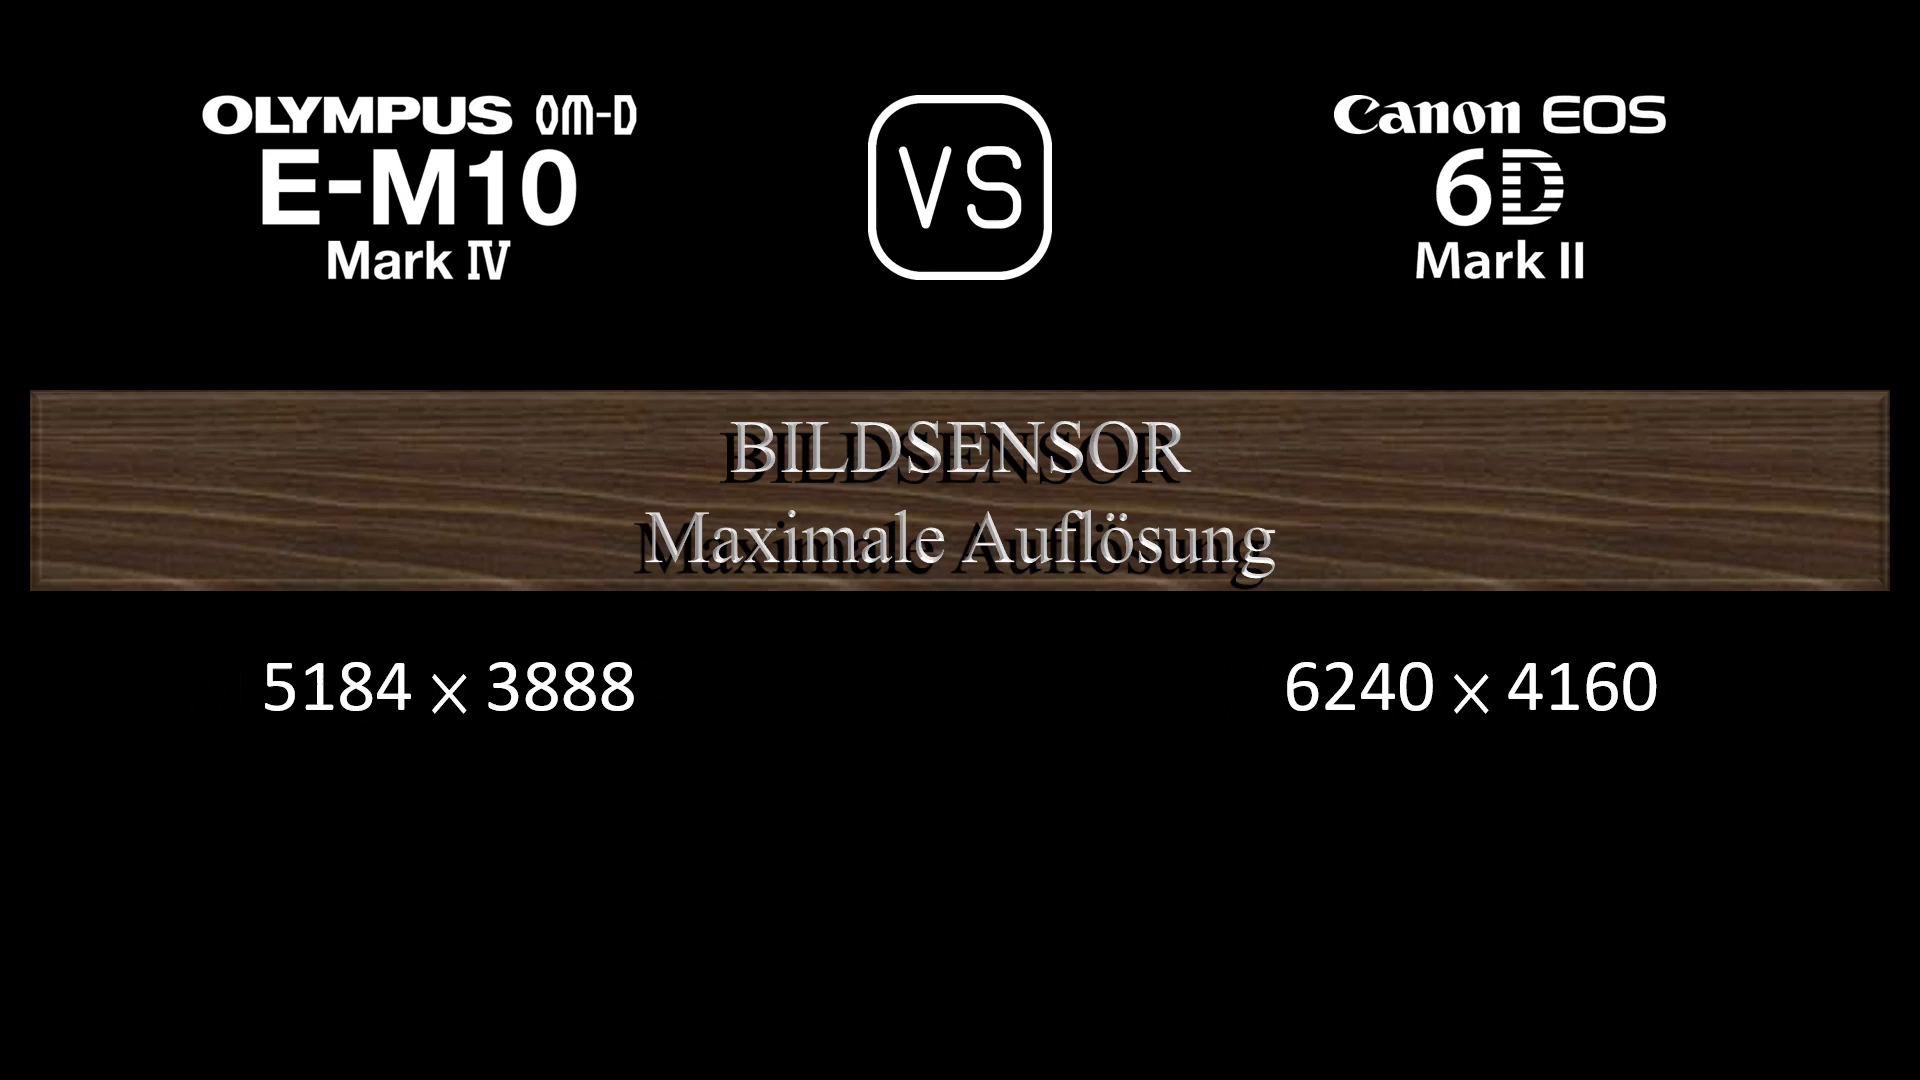 OLYMPUS OM-D
E-M10
Mark IV
VS
Canon EOS
6D
Mark II
BILDSENSOR
Maximale Auflösung
5184 x 3888
6240 x 4160